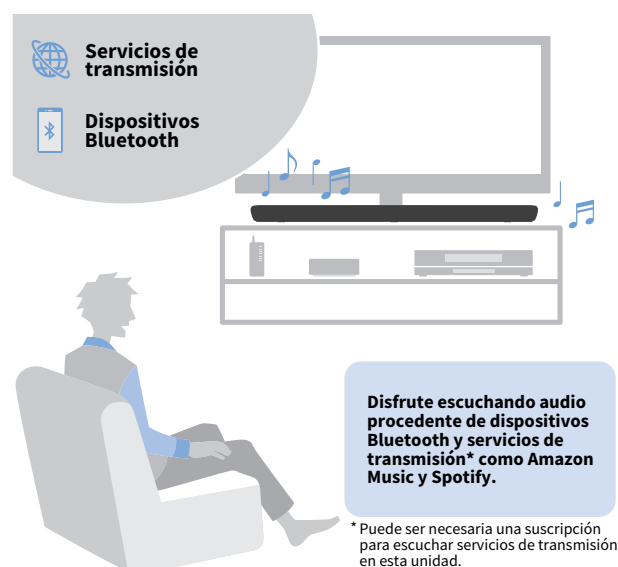 Servicios de
transmisión
Dispositivos
Bluetooth
Disfrute escuchando audio
procedente de dispositivos
Bluetooth y servicios de
transmisión* como Amazon
Music y Spotify.
* Puede ser necesaria una suscripción
para escuchar servicios de transmisión
en esta unidad.